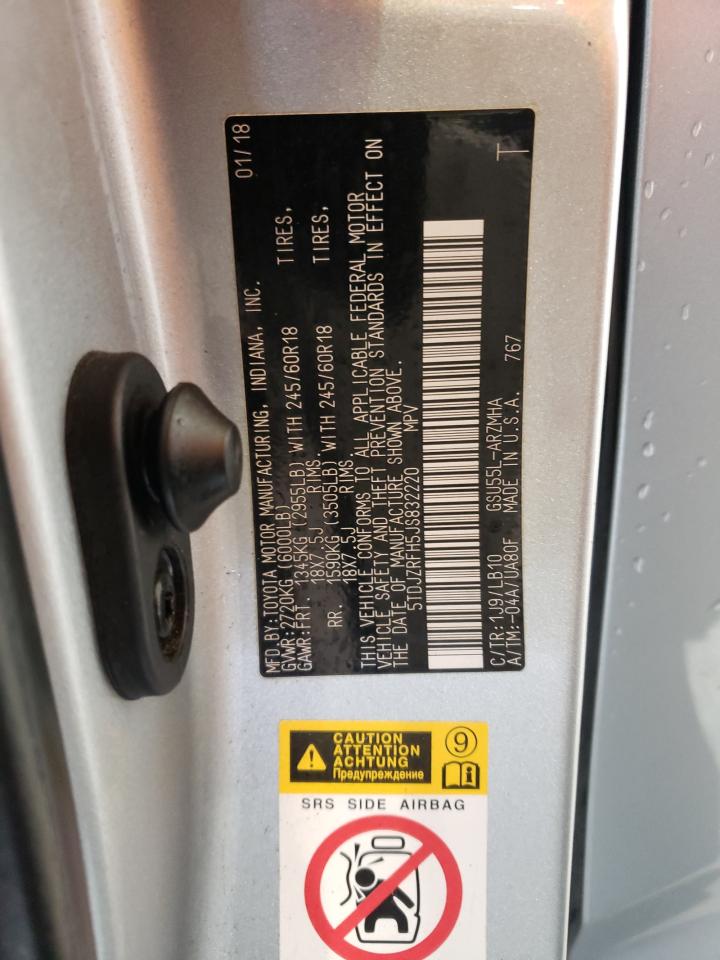 MFD.BY:TOYOTA MOTOR MANUFACTURING, INDIANA, INC. 01/18
GVWR:2720KG (6000LB)
GAWR:FRT. 1345KG (2955LB) WITH 245/60R18 TIRES,
18X7.5J RIMS.
RR. 1590KG (3505LB) WITH 245/60R18 TIRES,
18X7.5J RIMS.
THIS VEHICLE CONFORMS TO ALL APPLICABLE FEDERAL MOTOR
VEHICLE SAFETY AND THEFT PREVENTION STANDARDS IN EFFECT ON
THE DATE OF MANUFACTURE SHOWN ABOVE.
5TDJZRFH5JS832220 MPV
C/TR:1J9/LB10 GSU55L-ARZMHA T
A/TM:-04A/UA80F MADE IN U.S.A. 767
CAUTION
ATTENTION
ACHTUNG
Предупреждение
9
SRS SIDE AIRBAG